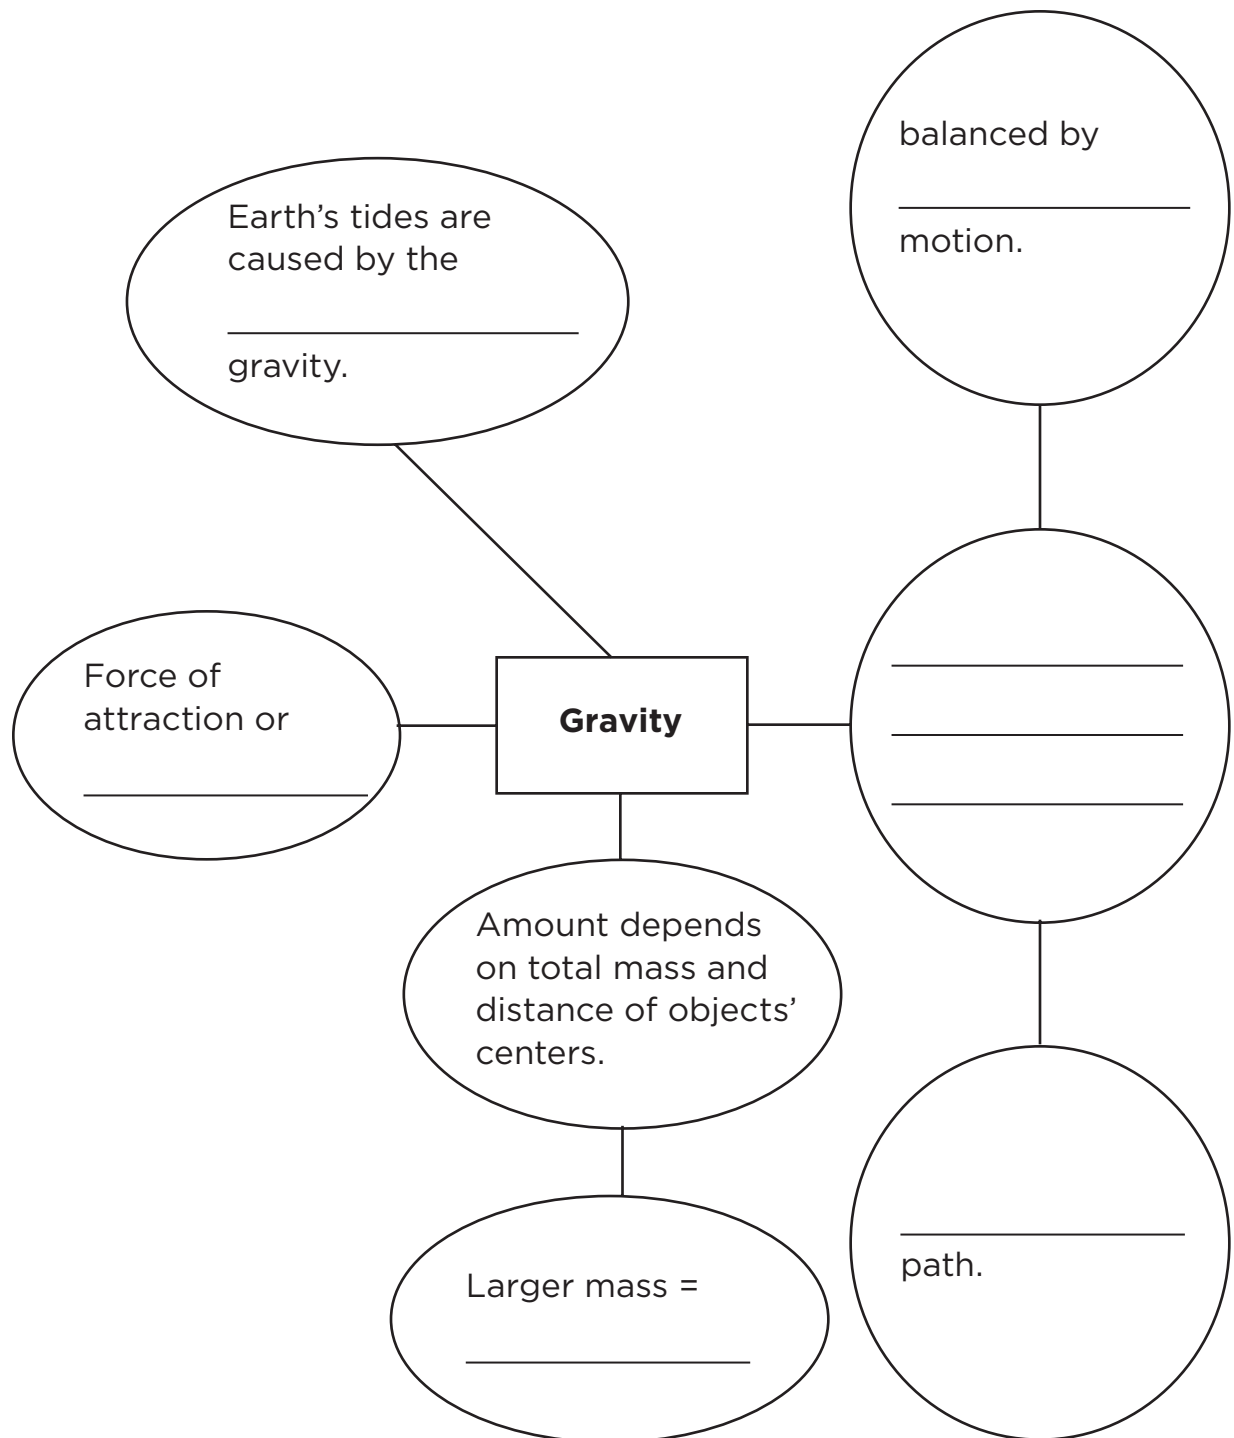 balanced by
motion.
Earth’s tides are
caused by the
gravity.
Force of
attraction or
Gravity
Amount depends
on total mass and
distance of objects’
centers.
Larger mass =
path.